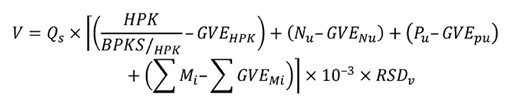 V = Q_s × [(HPK / BPKS/_HPK – GVE_HPK) + (N_u – GVE_Nu) + (P_u – GVE_pu)
+ (∑ M_i – ∑ GVE_Mi)] × 10⁻³ × RSD_v